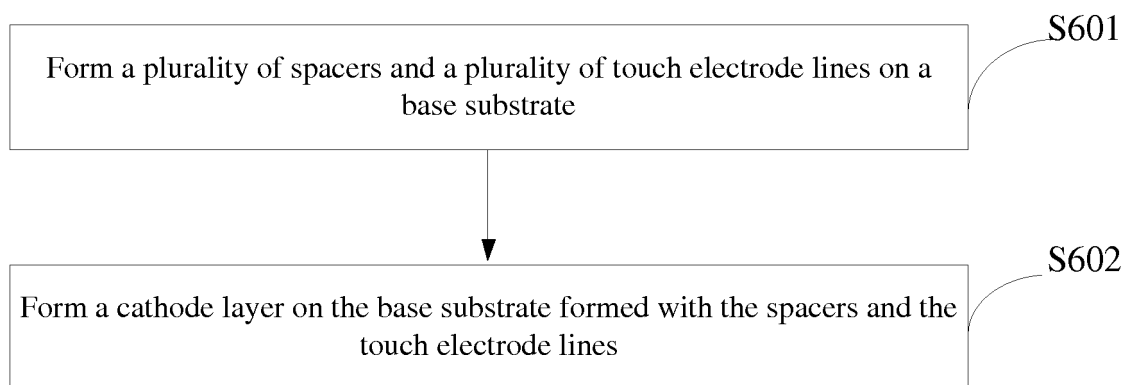 S601
Form a plurality of spacers and a plurality of touch electrode lines on a
base substrate
S602
Form a cathode layer on the base substrate formed with the spacers and the
touch electrode lines